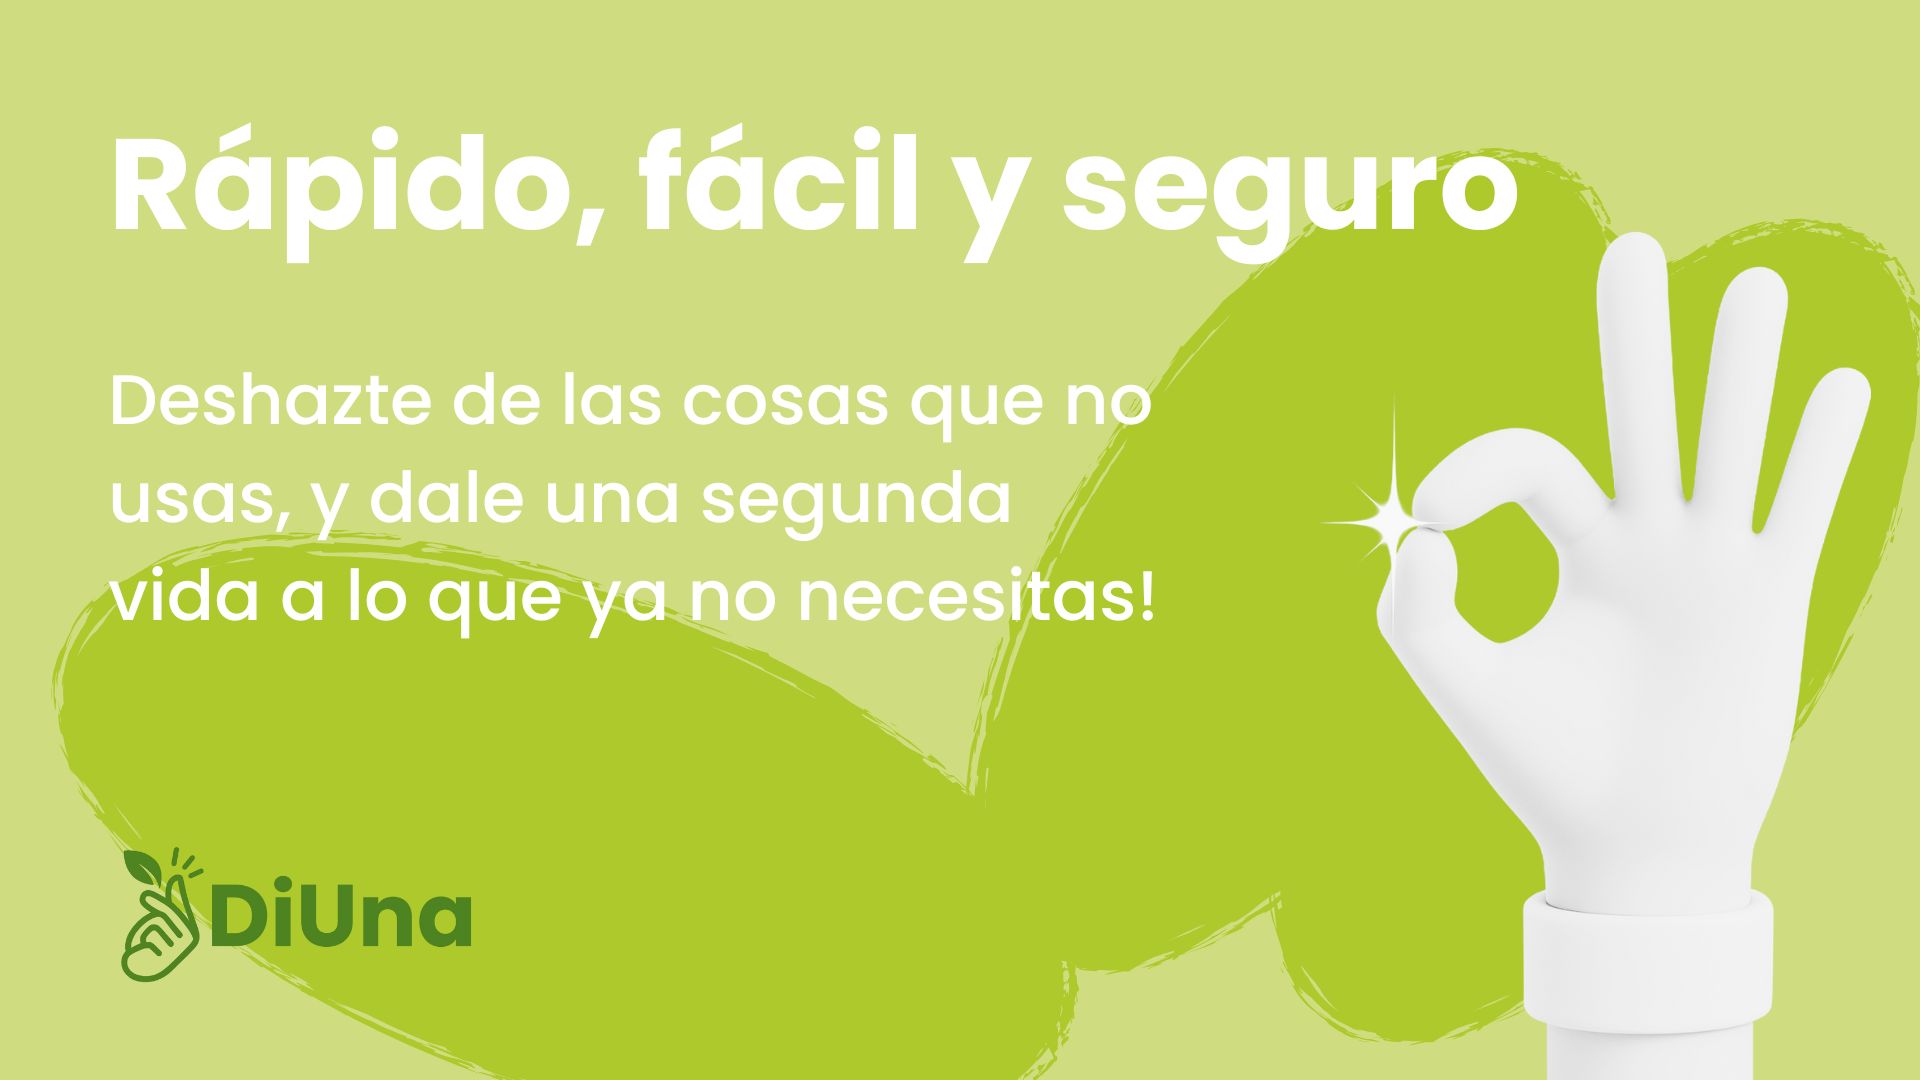 Rápido, fácil y seguro
Deshazte de las cosas que no
usas, y dale una segunda
vida a lo que ya no necesitas!
DiUna